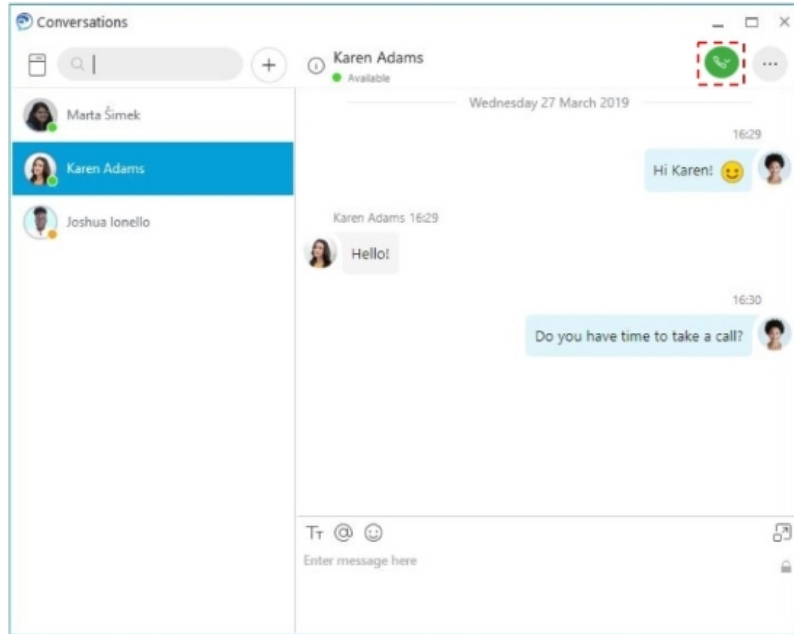 Conversations
Karen Adams
Available
Marta Šimek
Karen Adams
Joshua Ionello
Wednesday 27 March 2019
16:29
Hi Karen!
Karen Adams 16:29
Hello!
16:30
Do you have time to take a call?
TT
Enter message here